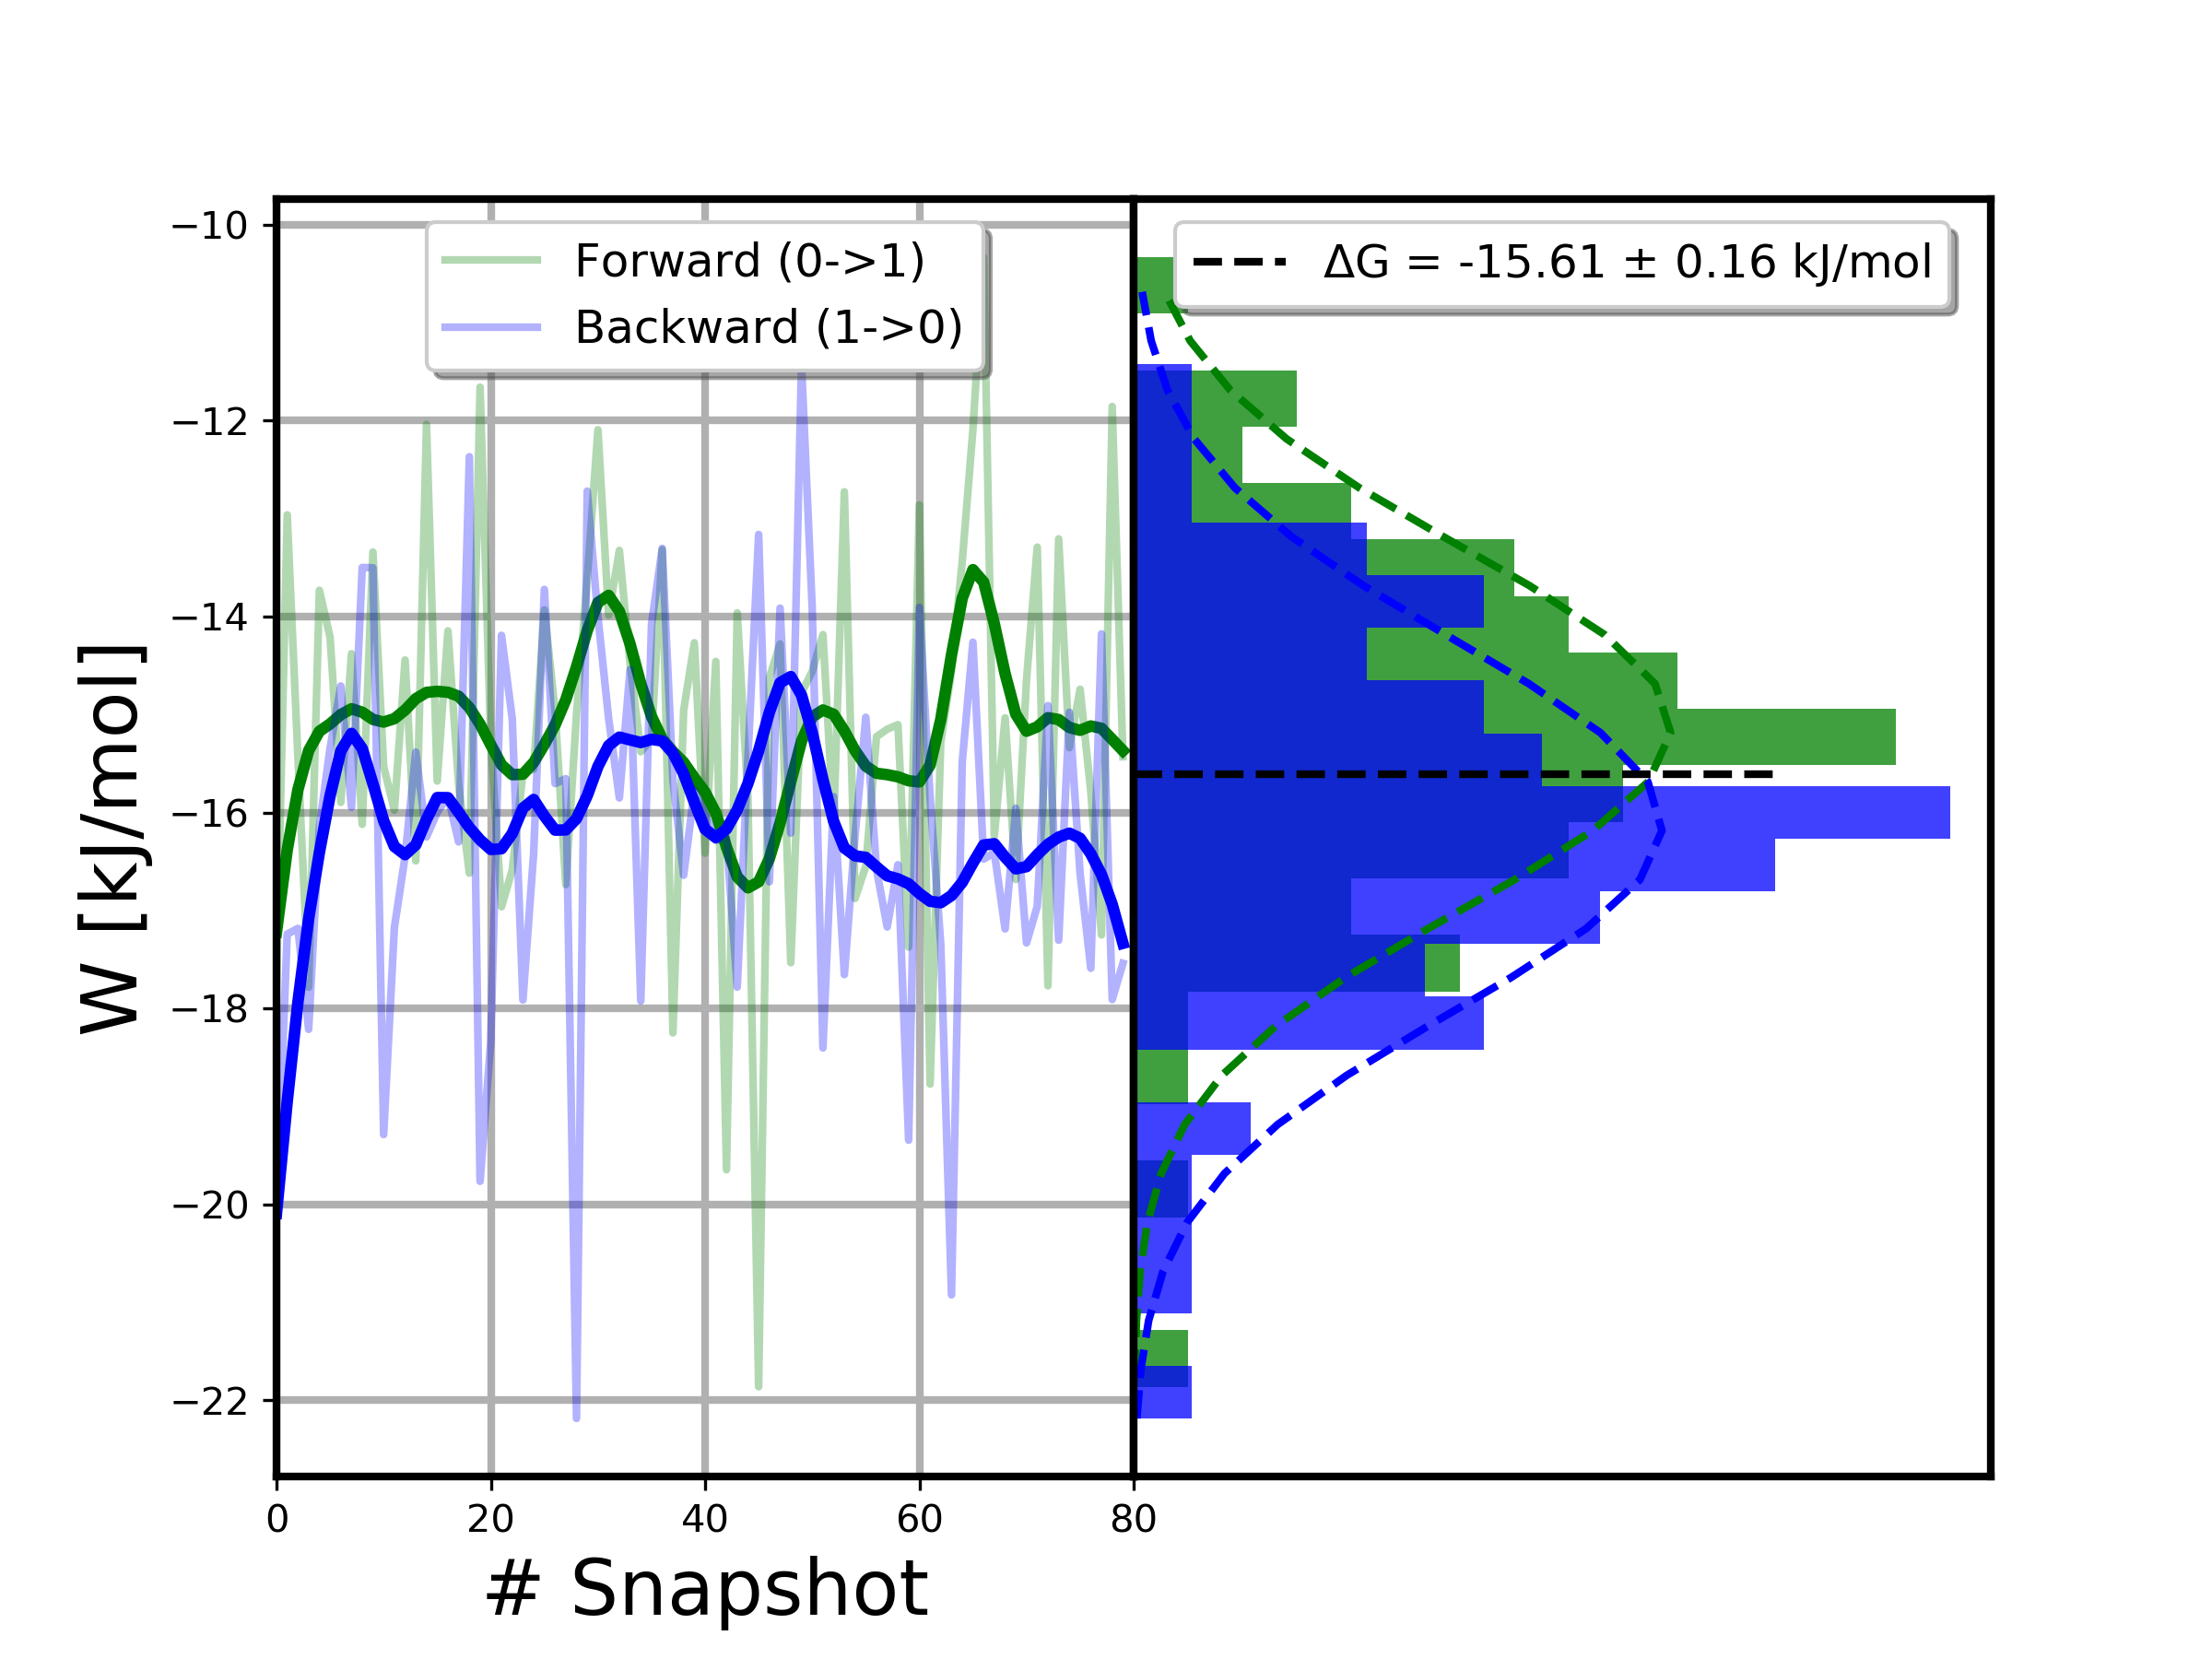 Forward (0->1)
Backward (1->0)
ΔG = -15.61 ± 0.16 kJ/mol
W [kJ/mol]
−10
−12
−14
−16
−18
−20
−22
0 20 40 60 80
# Snapshot